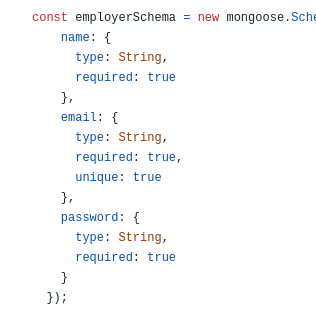 const employerSchema = new mongoose.Sche
name: {
type: String,
required: true
},
email: {
type: String,
required: true,
unique: true
},
password: {
type: String,
required: true
}
});